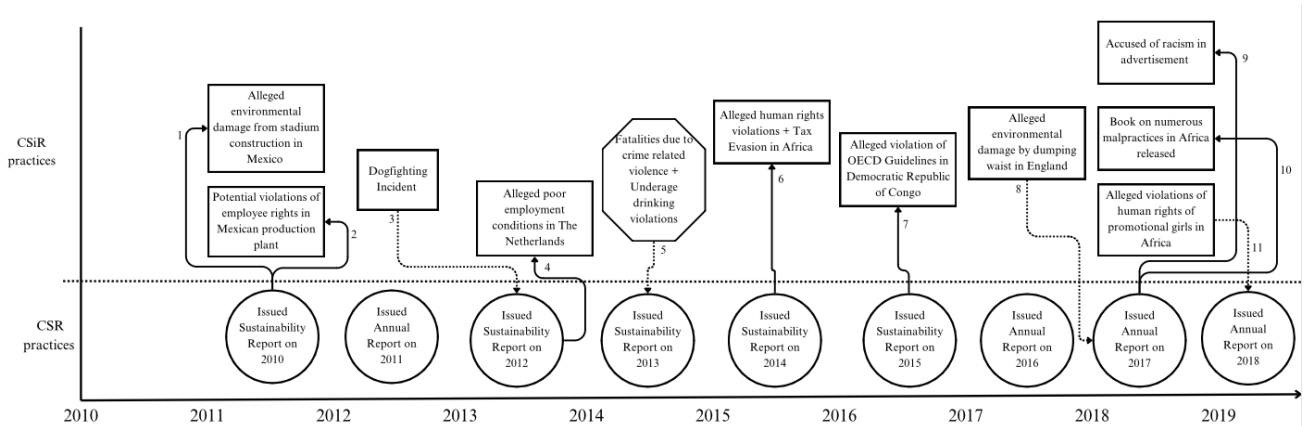 CSiR
practices
CSR
practices
Alleged
environmental
damage from stadium
construction in
Mexico
1
Potential violations of
employee rights in
Mexican production
plant
2
Dogfighting
Incident
3
Alleged poor
employment
conditions in The
Netherlands
4
Fatalities due to
crime related
violence +
Underage
drinking
violations
5
Alleged human rights
violations + Tax
Evasion in Africa
6
Alleged violation of
OECD Guidelines in
Democratic Republic
of Congo
7
Alleged
environmental
damage by dumping
waist in England
8
Accused of racism in
advertisement
9
Book on numerous
malpractices in Africa
released
10
Alleged violations of
human rights of
promotional girls in
Africa
11
Issued
Sustainability
Report on
2010
Issued
Annual
Report on
2011
Issued
Sustainability
Report on
2012
Issued
Sustainability
Report on
2013
Issued
Sustainability
Report on
2014
Issued
Sustainability
Report on
2015
Issued
Annual
Report on
2016
Issued
Annual
Report on
2017
Issued
Annual
Report on
2018
2010 2011 2012 2013 2014 2015 2016 2017 2018 2019